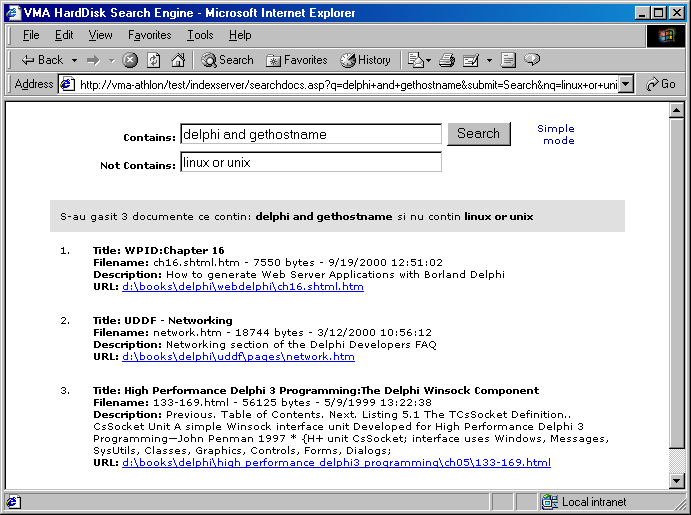 VMA HardDisk Search Engine - Microsoft Internet Explorer
File Edit View Favorites Tools Help
Back Search Favorites History
Address http://vma-athlon/test/indexserver/searchdocs.asp?q=delphi+and+gethostname&submit=Search&nq=linux+or+uni Go
Contains: delphi and gethostname Search Simple
mode
Not Contains: linux or unix
S-au gasit 3 documente ce contin: delphi and gethostname si nu contin linux or unix
1. Title: WPID:Chapter 16
Filename: ch16.shtml.htm - 7550 bytes - 9/19/2000 12:51:02
Description: How to generate Web Server Applications with Borland Delphi
URL: d:\books\delphi\webdelphi\ch16.shtml.htm
2. Title: UDDF - Networking
Filename: network.htm - 18744 bytes - 3/12/2000 10:56:12
Description: Networking section of the Delphi Developers FAQ
URL: d:\books\delphi\uddf\pages\network.htm
3. Title: High Performance Delphi 3 Programming:The Delphi Winsock Component
Filename: 133-169.html - 56125 bytes - 5/9/1999 13:22:38
Description: Previous. Table of Contents. Next. Listing 5.1 The TCsSocket Definition..
CsSocket Unit A simple Winsock interface unit Developed for High Performance Delphi 3
Programming—John Penman 1997 * {H+ unit CsSocket; interface uses Windows, Messages,
SysUtils, Classes, Graphics, Controls, Forms, Dialogs;
URL: d:\books\delphi\high performance delphi3 programming\ch05\133-169.html
Local intranet